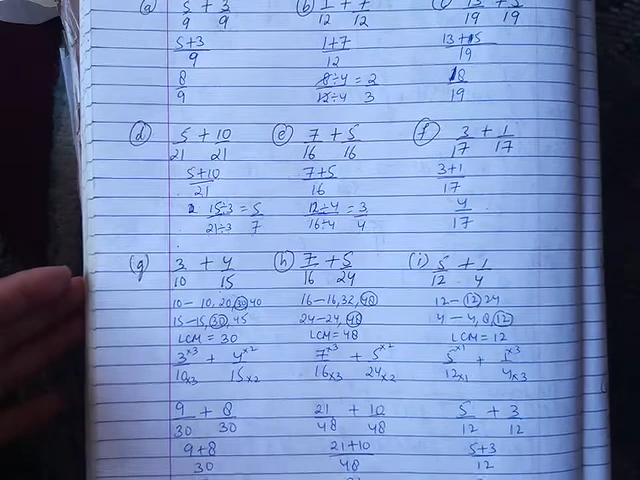 (a) 5/9 + 3/9 (b) 1/12 + 7/12 13/19 + 5/19
5+3/9 1+7/12 13+5/19
8/9 8÷4/12÷4 = 2/3 18/19
(d) 5/21 + 10/21 (e) 7/16 + 5/16 (f) 3/17 + 1/17
5+10/21 7+5/16 3+1/17
15÷3/21÷3 = 5/7 12÷4/16÷4 = 3/4 4/17
(g) 3/10 + 4/15 (h) 7/16 + 5/24 (i) 5/12 + 1/4
10 – 10, 20, 30, 40 16 – 16, 32, 48 12 – 12, 24
15 – 15, 30, 45 24 – 24, 48 4 – 4, 8, 12
LCM = 30 LCM = 48 LCM = 12
3×3/10×3 + 4×2/15×2 7×3/16×3 + 5×2/24×2 5×1/12×1 + 1×3/4×3
9/30 + 8/30 21/48 + 10/48 5/12 + 3/12
9+8/30 21+10/48 5+3/12